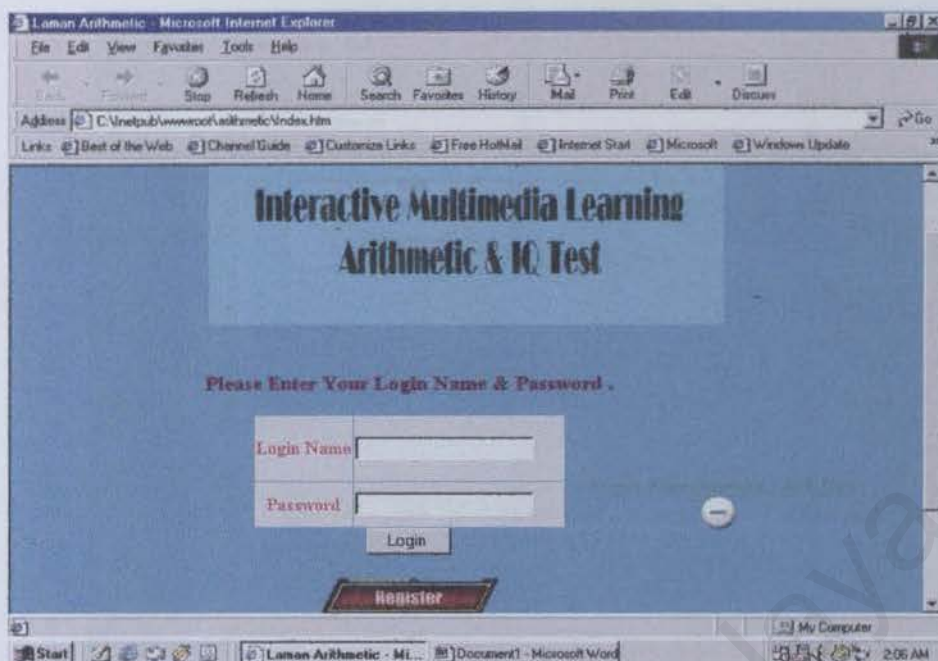 Laman Arithmetic - Microsoft Internet Explorer
File Edit View Favorites Tools Help
Back Forward Stop Refresh Home Search Favorites History Mail Print Edit Discuss
Address C:\Inetpub\wwwroot\arithmetic\index.htm Go
Links Best of the Web Channel Guide Customize Links Free HotMail Internet Start Microsoft Windows Update
Interactive Multimedia Learning
Arithmetic & IQ Test
Please Enter Your Login Name & Password .
Login Name
Password
Login
Register
My Computer
Start Laman Arithmetic - Mi... Document1 - Microsoft Word 2:06 AM